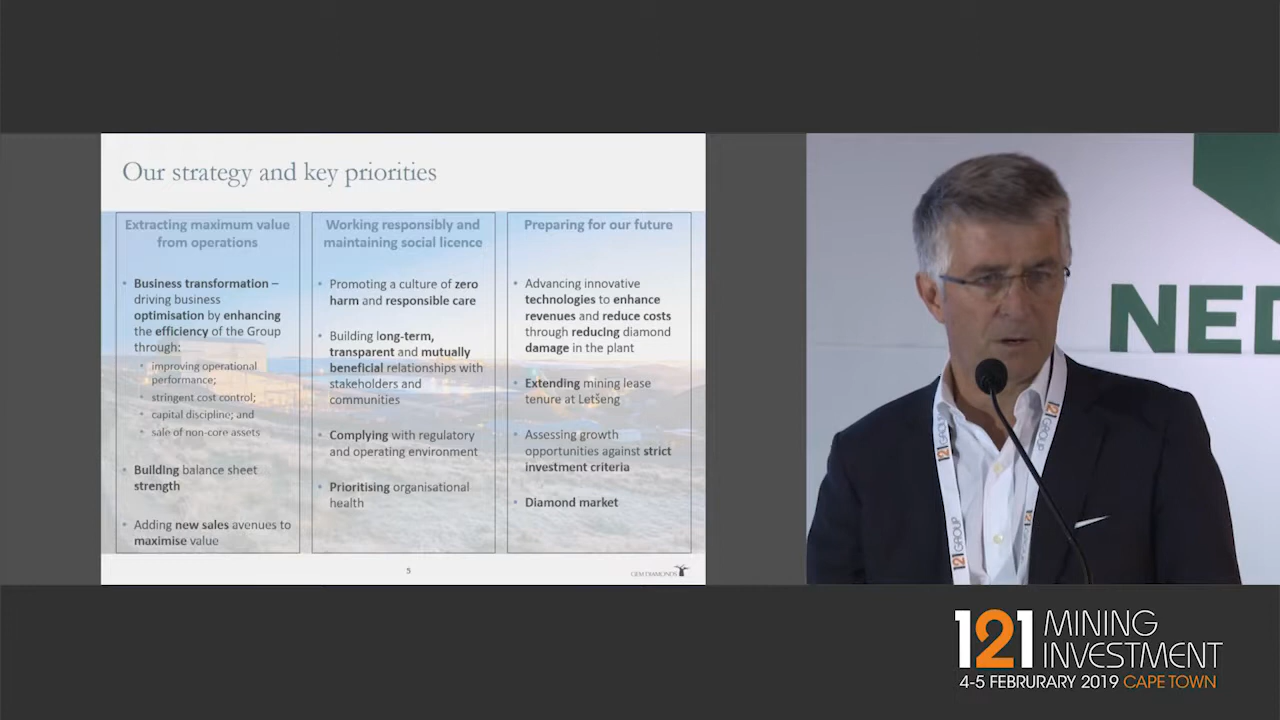 Our strategy and key priorities
Extracting maximum value
from operations
• Business transformation –
driving business
optimisation by enhancing
the efficiency of the Group
through:
• improving operational
performance;
• stringent cost control;
• capital discipline; and
• sale of non-core assets
• Building balance sheet
strength
• Adding new sales avenues to
maximise value
Working responsibly and
maintaining social licence
• Promoting a culture of zero
harm and responsible care
• Building long-term,
transparent and mutually
beneficial relationships with
stakeholders and
communities
• Complying with regulatory
and operating environment
• Prioritising organisational
health
Preparing for our future
• Advancing innovative
technologies to enhance
revenues and reduce costs
through reducing diamond
damage in the plant
• Extending mining lease
tenure at Letšeng
• Assessing growth
opportunities against strict
investment criteria
• Diamond market
5
GEM DIAMONDS
NED
121 GROUP
GROUP
121
121
121 MINING
INVESTMENT
4-5 FEBRURARY 2019 CAPE TOWN